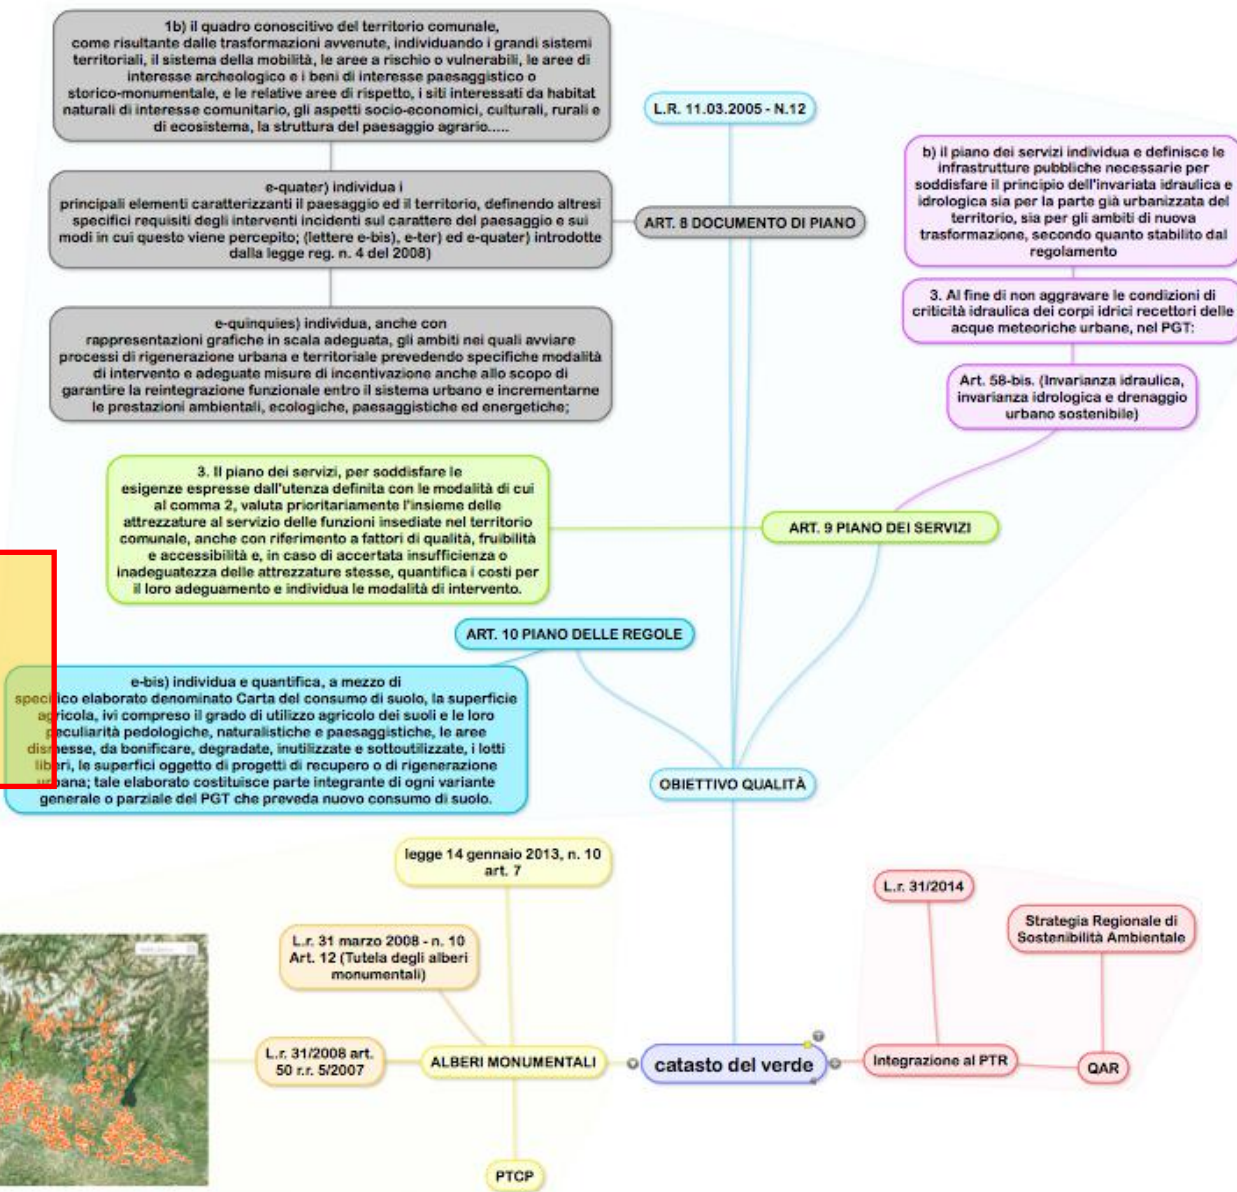 1b) il quadro conoscitivo del territorio comunale,
come risultante dalle trasformazioni avvenute, individuando i grandi sistemi
territoriali, il sistema della mobilità, le aree a rischio o vulnerabili, le aree di
interesse archeologico e i beni di interesse paesaggistico o
storico-monumentale, e le relative aree di rispetto, i siti interessati da habitat
naturali di interesse comunitario, gli aspetti socio-economici, culturali, rurali e
di ecosistema, la struttura del paesaggio agrario.....
L.R. 11.03.2005 - N.12
b) il piano dei servizi individua e definisce le
infrastrutture pubbliche necessarie per
soddisfare il principio dell'invariata idraulica e
idrologica sia per la parte già urbanizzata del
territorio, sia per gli ambiti di nuova
trasformazione, secondo quanto stabilito dal
regolamento
e-quater) individua i
principali elementi caratterizzanti il paesaggio ed il territorio, definendo altresì
specifici requisiti degli interventi incidenti sul carattere del paesaggio e sui
modi in cui questo viene percepito; (lettere e-bis), e-ter) ed e-quater) introdotte
dalla legge reg. n. 4 del 2008)
ART. 8 DOCUMENTO DI PIANO
3. Al fine di non aggravare le condizioni di
criticità idraulica dei corpi idrici recettori delle
acque meteoriche urbane, nel PGT:
e-quinquies) individua, anche con
rappresentazioni grafiche in scala adeguata, gli ambiti nei quali avviare
processi di rigenerazione urbana e territoriale prevedendo specifiche modalità
di intervento e adeguate misure di incentivazione anche allo scopo di
garantire la reintegrazione funzionale entro il sistema urbano e incrementarne
le prestazioni ambientali, ecologiche, paesaggistiche ed energetiche;
Art. 58-bis. (Invarianza idraulica,
invarianza idrologica e drenaggio
urbano sostenibile)
3. Il piano dei servizi, per soddisfare le
esigenze espresse dall'utenza definita con le modalità di cui
al comma 2, valuta prioritariamente l'insieme delle
attrezzature al servizio delle funzioni insediate nel territorio
comunale, anche con riferimento a fattori di qualità, fruibilità
e accessibilità e, in caso di accertata insufficienza o
inadeguatezza delle attrezzature stesse, quantifica i costi per
il loro adeguamento e individua le modalità di intervento.
ART. 9 PIANO DEI SERVIZI
ART. 10 PIANO DELLE REGOLE
e-bis) individua e quantifica, a mezzo di
specifico elaborato denominato Carta del consumo di suolo, la superficie
agricola, ivi compreso il grado di utilizzo agricolo dei suoli e le loro
peculiarità pedologiche, naturalistiche e paesaggistiche, le aree
dismesse, da bonificare, degradate, inutilizzate e sottoutilizzate, i lotti
liberi, le superfici oggetto di progetti di recupero o di rigenerazione
urbana; tale elaborato costituisce parte integrante di ogni variante
generale o parziale del PGT che preveda nuovo consumo di suolo.
OBIETTIVO QUALITÀ
legge 14 gennaio 2013, n. 10
art. 7
L.r. 31/2014
Strategia Regionale di
Sostenibilità Ambientale
L.r. 31 marzo 2008 - n. 10
Art. 12 (Tutela degli alberi
monumentali)
L.r. 31/2008 art.
50 r.r. 5/2007
ALBERI MONUMENTALI
catasto del verde
Integrazione al PTR
QAR
PTCP